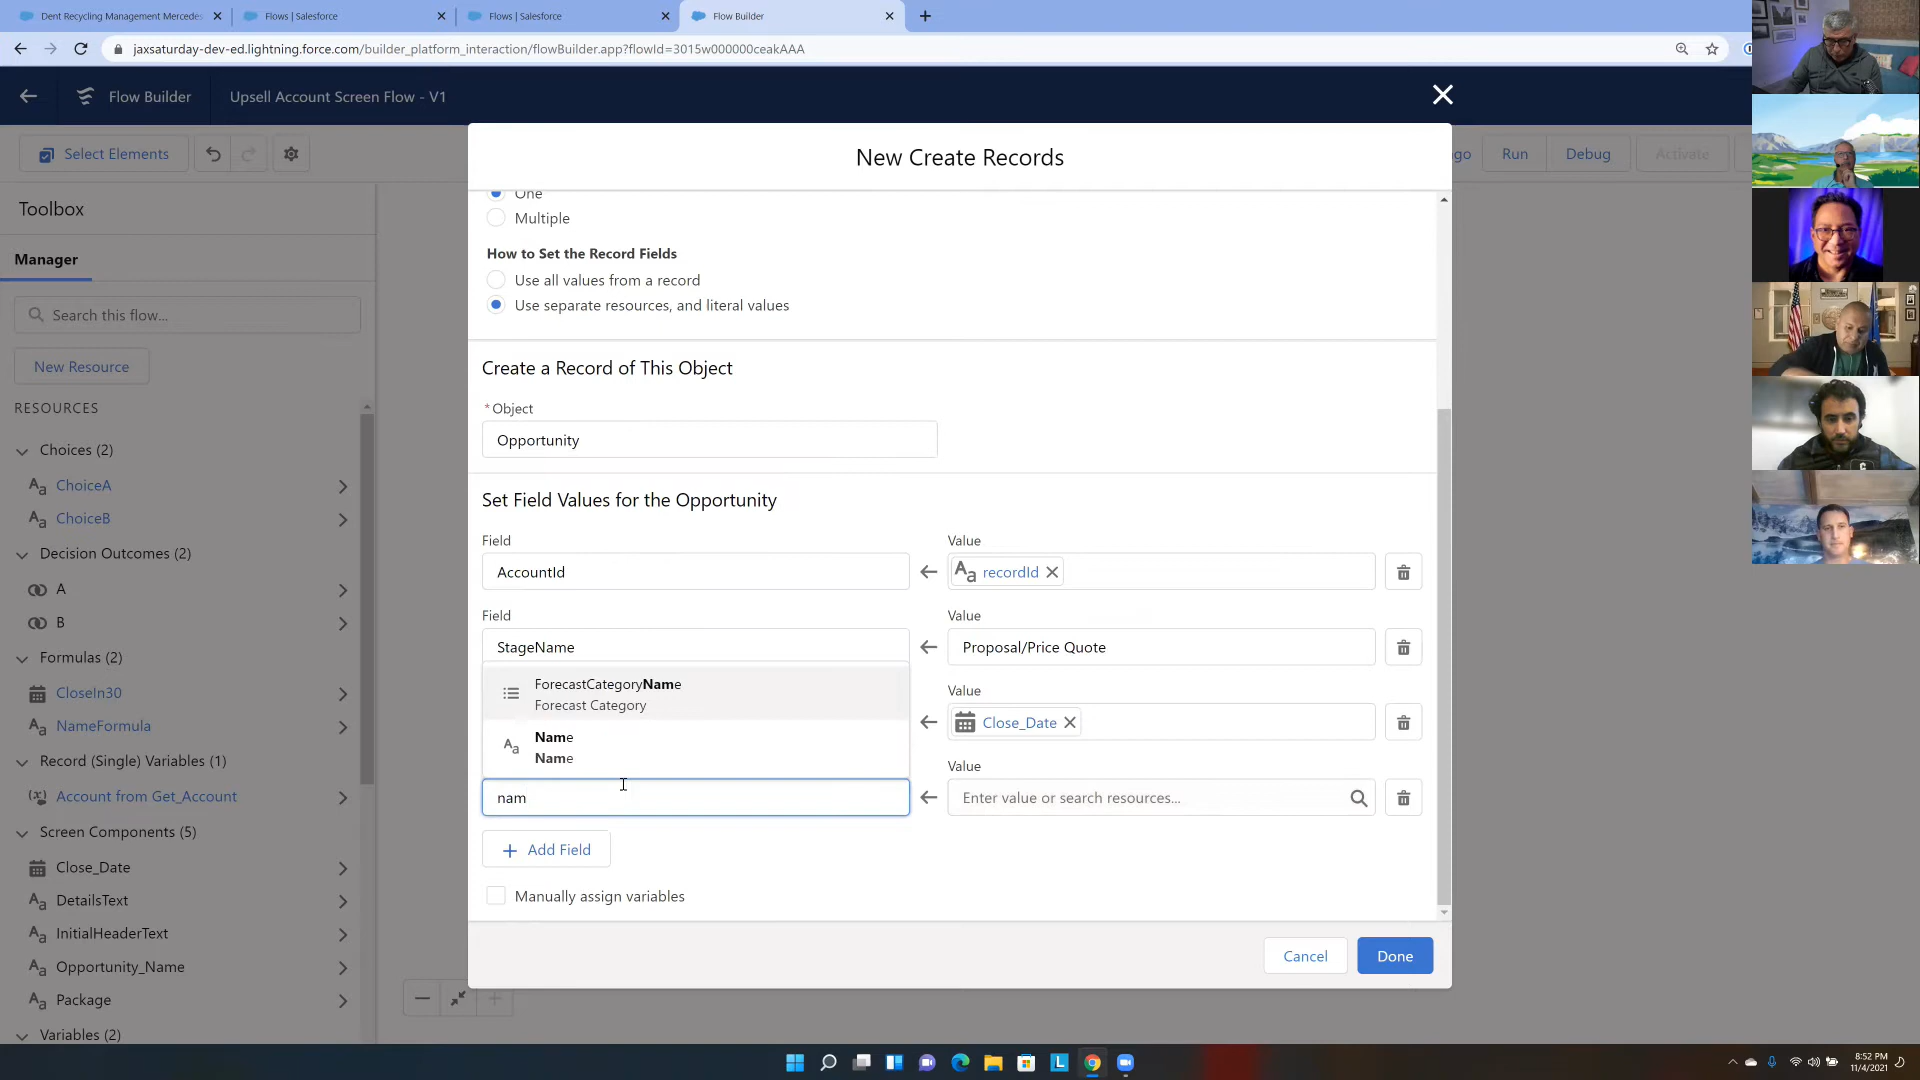 Dent Recycling Management Mercedes
Flows | Salesforce
Flows | Salesforce
Flow Builder
jaxsaturday-dev-ed.lightning.force.com/builder_platform_interaction/flowBuilder.app?flowId=3015w000000ceakAAA
Flow Builder
Upsell Account Screen Flow - V1
Select Elements
Run
Debug
Activate
New Create Records
Toolbox
Manager
Search this flow...
New Resource
RESOURCES
Choices (2)
ChoiceA
ChoiceB
Decision Outcomes (2)
A
B
Formulas (2)
CloseIn30
NameFormula
Record (Single) Variables (1)
Account from Get_Account
Screen Components (5)
Close_Date
DetailsText
InitialHeaderText
Opportunity_Name
Package
Variables (2)
One
Multiple
How to Set the Record Fields
Use all values from a record
Use separate resources, and literal values
Create a Record of This Object
*Object
Opportunity
Set Field Values for the Opportunity
Field
Value
AccountId
recordId
Field
Value
StageName
Proposal/Price Quote
Value
ForecastCategoryName
Forecast Category
Close_Date
Name
Name
Value
nam
Enter value or search resources...
Add Field
Manually assign variables
Cancel
Done
8:52 PM
11/4/2021